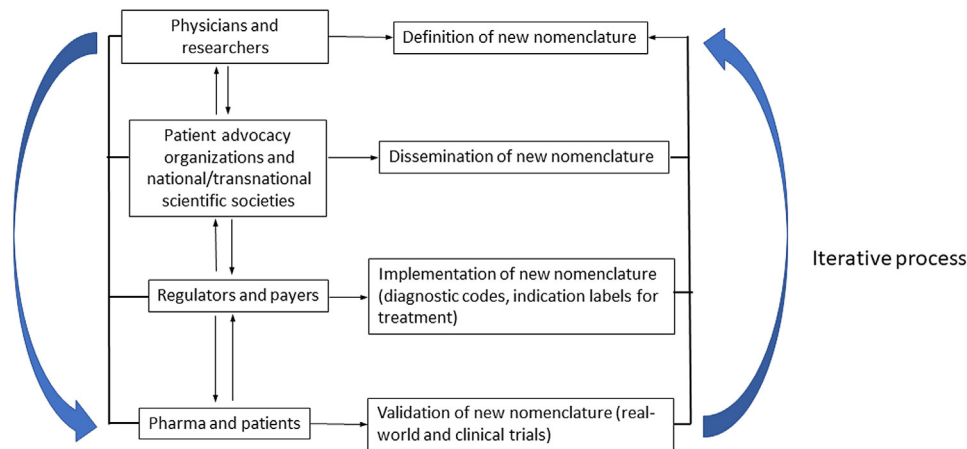 Physicians and
researchers
Definition of new nomenclature
Patient advocacy
organizations and
national/transnational
scientific societies
Dissemination of new nomenclature
Regulators and payers
Implementation of new nomenclature
(diagnostic codes, indication labels for
treatment)
Pharma and patients
Validation of new nomenclature (real-
world and clinical trials)
Iterative process